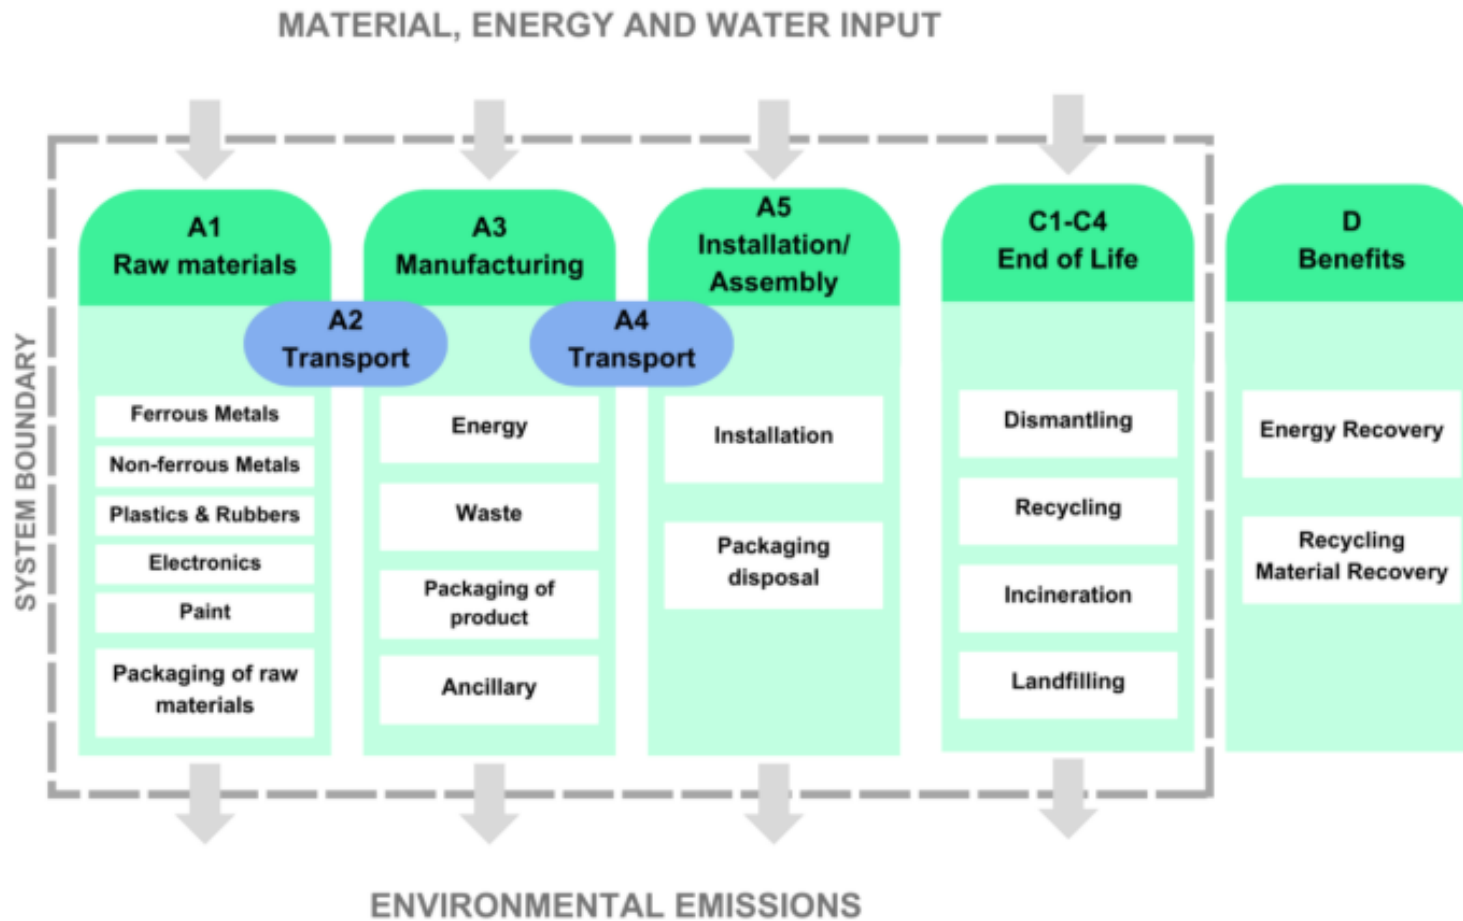 MATERIAL, ENERGY AND WATER INPUT
SYSTEM BOUNDARY
A1
Raw materials
A2
Transport
Ferrous Metals
Non-ferrous Metals
Plastics & Rubbers
Electronics
Paint
Packaging of raw
materials
A3
Manufacturing
A4
Transport
Energy
Waste
Packaging of
product
Ancillary
A5
Installation/
Assembly
Installation
Packaging
disposal
C1-C4
End of Life
Dismantling
Recycling
Incineration
Landfilling
D
Benefits
Energy Recovery
Recycling
Material Recovery
ENVIRONMENTAL EMISSIONS